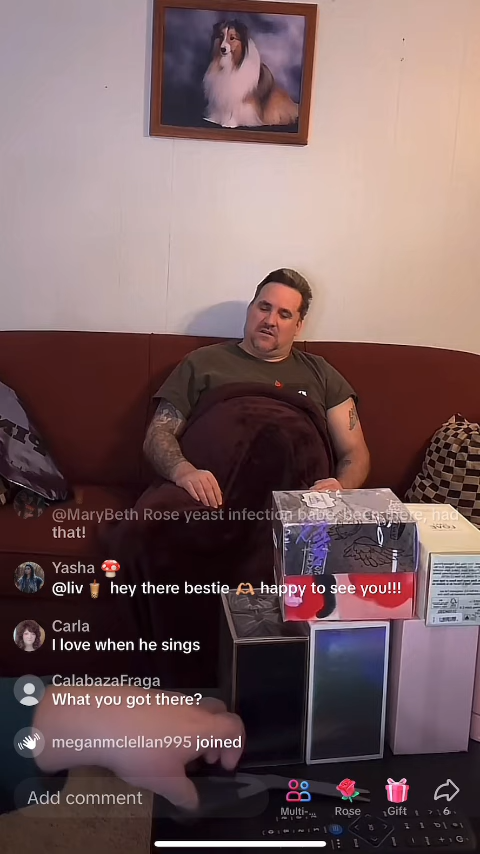 @MaryBeth Rose yeast infection babe, been there, had
that!
Yasha 🍄
@liv 🧋 hey there bestie 🫶 happy to see you!!!
Carla
I love when he sings
CalabazaFraga
What you got there?
👋 meganmclellan995 joined
Add comment
Multi-...
Rose
Gift
6